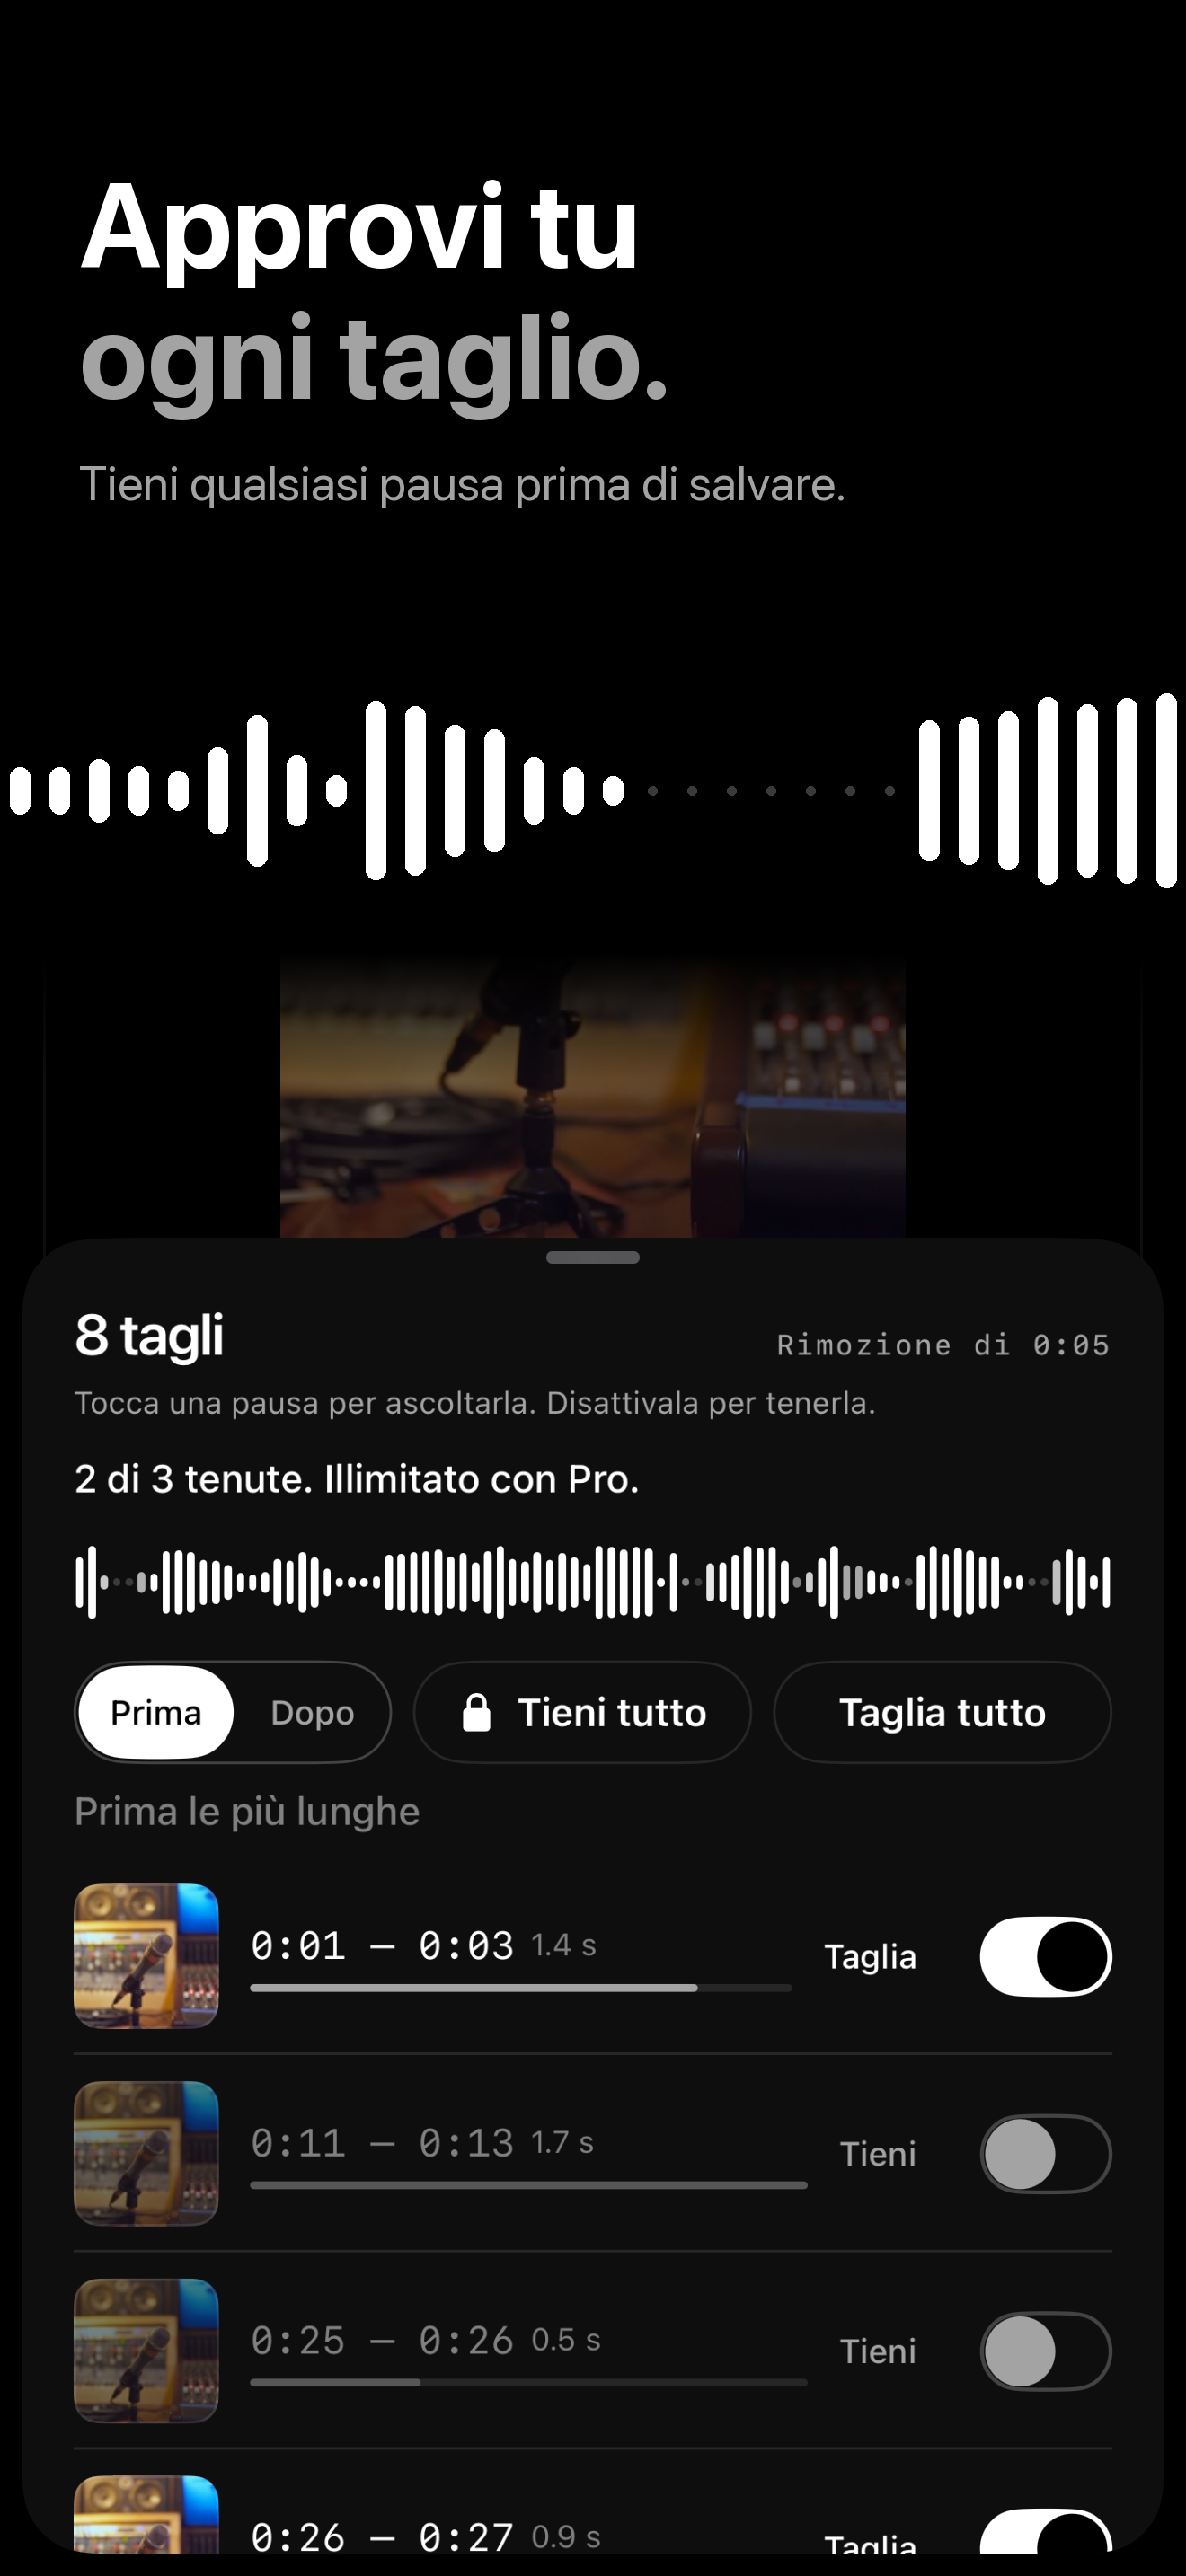 Approvi tu
ogni taglio.
Tieni qualsiasi pausa prima di salvare.
8 tagli
Rimozione di 0:05
Tocca una pausa per ascoltarla. Disattivala per tenerla.
2 di 3 tenute. Illimitato con Pro.
Prima Dopo Tieni tutto Taglia tutto
Prima le più lunghe
0:01 – 0:03 1.4 s Taglia
0:11 – 0:13 1.7 s Tieni
0:25 – 0:26 0.5 s Tieni
0:26 – 0:27 0.9 s Taglia